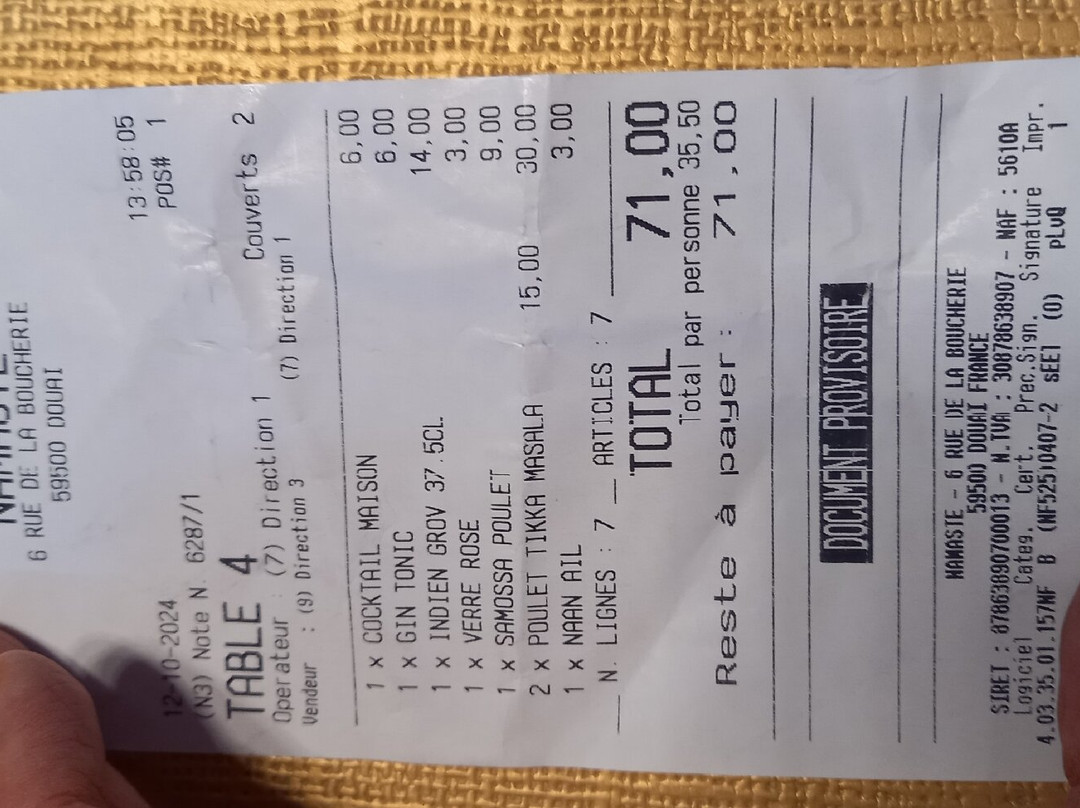 NAMASTE
6 RUE DE LA BOUCHERIE
59500 DOUAI
12-10-2024 13:58:05
(N3) Note N. 6287/1 POS# 1
TABLE 4 Couverts 2
Operateur : (7) Direction 1 (7) Direction 1
Vendeur : (9) Direction 3
1 x COCKTAIL MAISON 6,00
1 x GIN TONIC 6,00
1 x INDIEN GROV 37.5CL 14,00
1 x VERRE ROSE 3,00
1 x SAMOSSA POULET 9,00
2 x POULET TIKKA MASALA 15,00 30,00
1 x NAAN AIL 3,00
N. LIGNES : 7 _ ARTICLES : 7
TOTAL 71,00
Total par personne 35,50
Reste à payer : 71,00
DOCUMENT PROVISOIRE
NAMASTE - 6 RUE DE LA BOUCHERIE
59500 DOUAI FRANCE
SIRET : 87863890700013 - N.TVA : 30878638907 - NAF : 5610A
Logiciel Categ. Cert. Prec.Sign. Signature Impr.
4.03.35.01.157NF B (NF525)0407-2 sEE1 (0) pLvQ 1